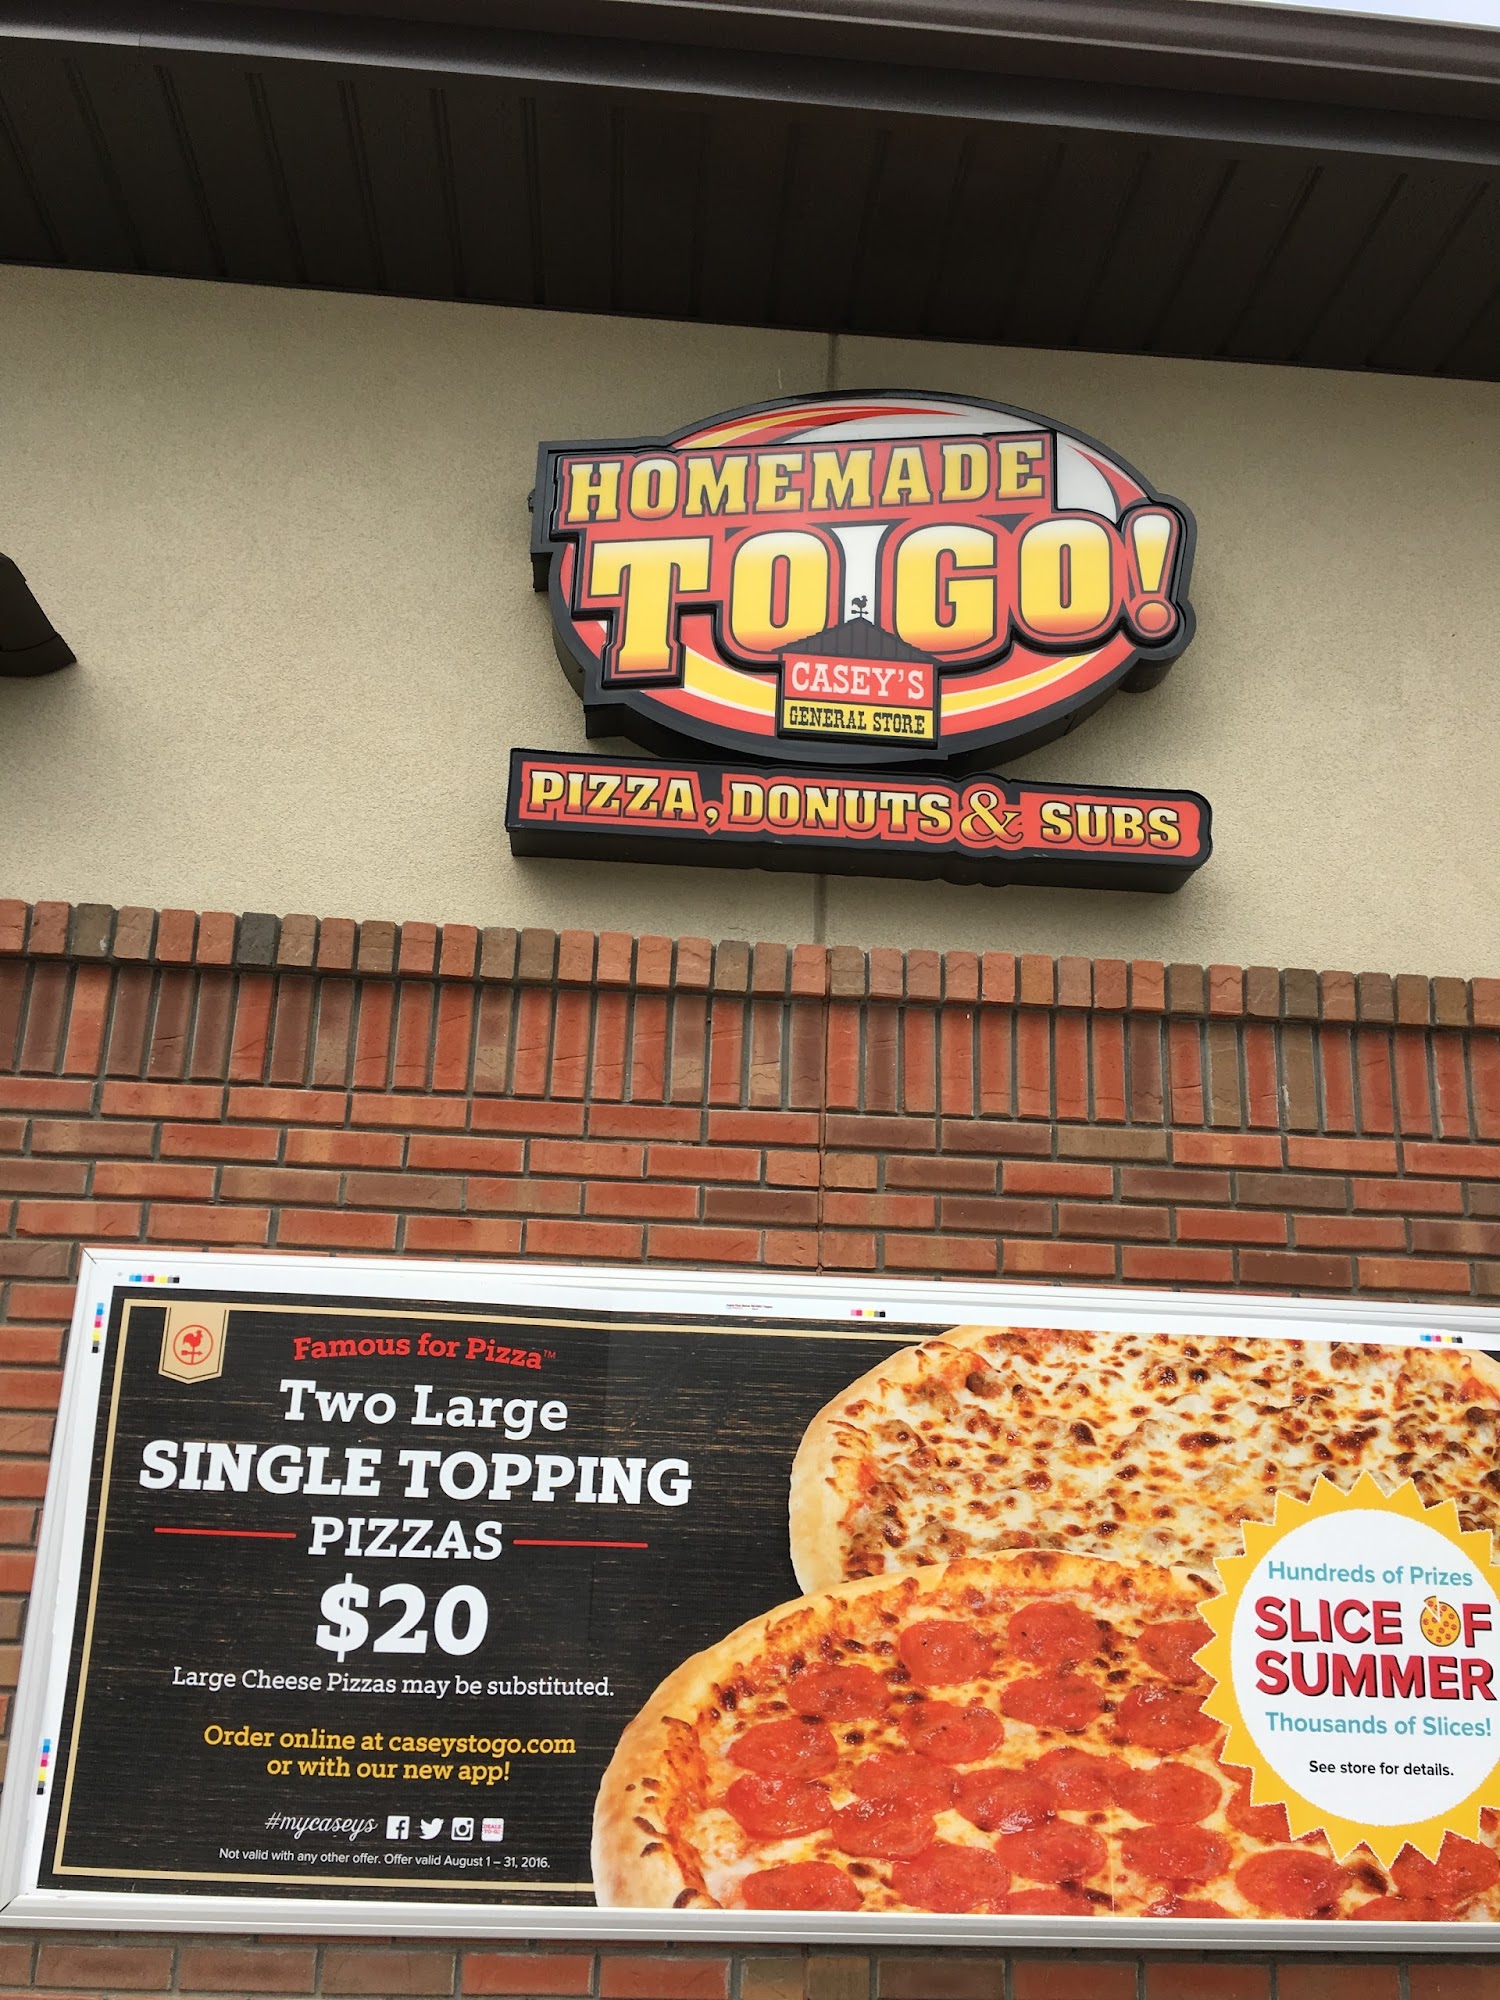 HOMEMADE
TO GO!
CASEY'S
GENERAL STORE
PIZZA, DONUTS & SUBS
Famous for Pizza™
Two Large
SINGLE TOPPING
PIZZAS
$20
Large Cheese Pizzas may be substituted.
Order online at caseystogo.com
or with our new app!
#mycaseys
Not valid with any other offer. Offer valid August 1 – 31, 2016.
Hundreds of Prizes
SLICE OF
SUMMER
Thousands of Slices!
See store for details.